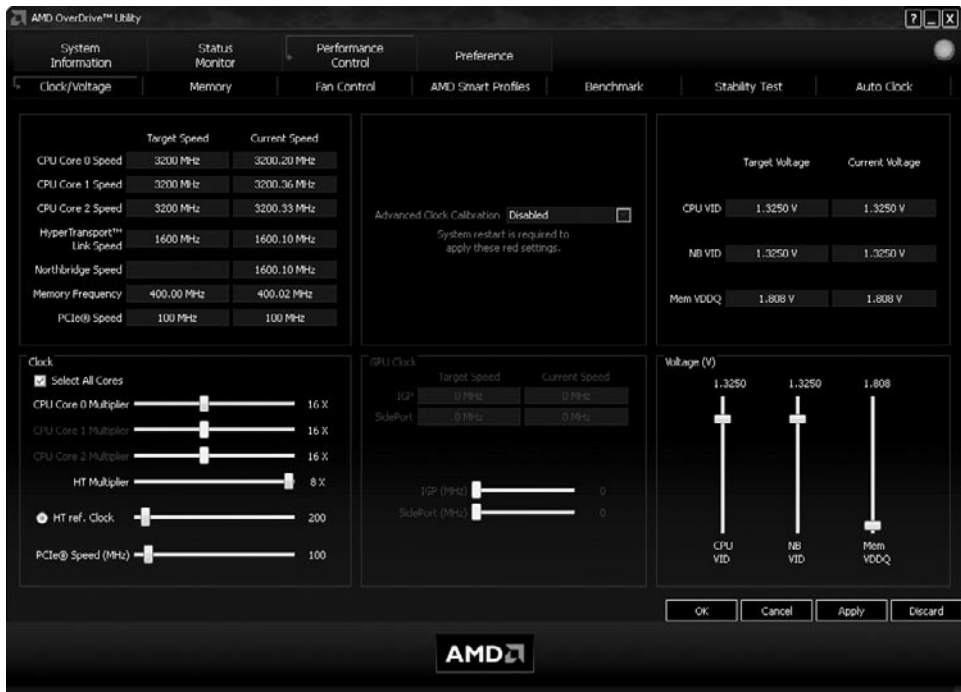 AMD OverDrive™ Utility
System Information
Status Monitor
Performance Control
Preference
Clock/Voltage Memory Fan Control AMD Smart Profiles Benchmark Stability Test Auto Clock
Target Speed Current Speed
CPU Core 0 Speed 3200 MHz 3200.20 MHz
CPU Core 1 Speed 3200 MHz 3200.36 MHz
CPU Core 2 Speed 3200 MHz 3200.33 MHz
HyperTransport™ Link Speed 1600 MHz 1600.10 MHz
Northbridge Speed 1600.10 MHz
Memory Frequency 400.00 MHz 400.02 MHz
PCIe® Speed 100 MHz 100 MHz
Advanced Clock Calibration Disabled
System restart is required to
apply these red settings.
Target Voltage Current Voltage
CPU VID 1.3250 V 1.3250 V
NB VID 1.3250 V 1.3250 V
Mem VDDQ 1.808 V 1.808 V
Clock
Select All Cores
CPU Core 0 Multiplier 16 X
CPU Core 1 Multiplier 16 X
CPU Core 2 Multiplier 16 X
HT Multiplier 8 X
HT ref. Clock 200
PCIe® Speed (MHz) 100
GPU Clock
Target Speed Current Speed
IGP 0 MHz 0 MHz
SidePort 0 MHz 0 MHz
IGP (MHz) 0
SidePort (MHz) 0
Voltage (V)
1.3250 1.3250 1.808
CPU VID
NB VID
Mem VDDQ
OK Cancel Apply Discard
AMD